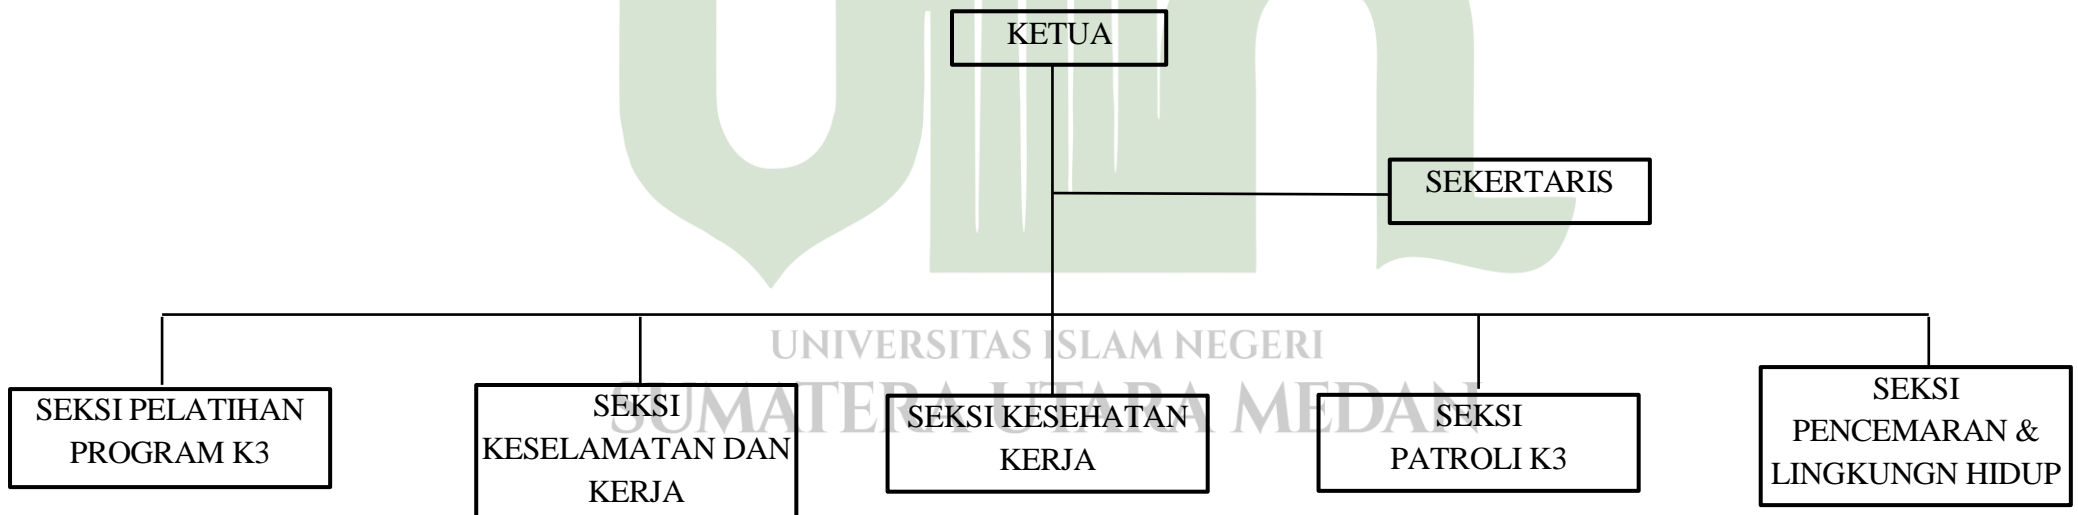 KETUA
SEKERTARIS
UNIVERSITAS ISLAM NEGERI
SUMATERA UTARA MEDAN
SEKSI PELATIHAN
PROGRAM K3
SEKSI
KESELAMATAN DAN
KERJA
SEKSI KESEHATAN
KERJA
SEKSI
PATROLI K3
SEKSI
PENCEMARAN &
LINGKUNGN HIDUP